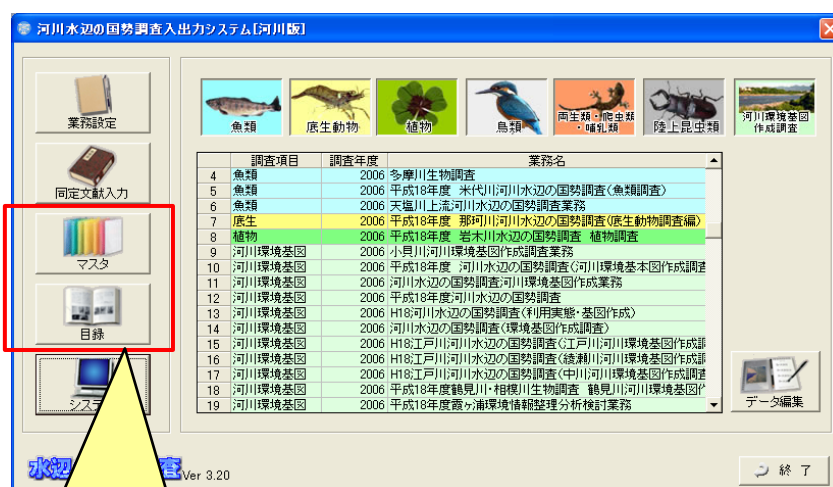 河川水辺の国勢調査入出力システム[河川版]
業務設定
同定文献入力
マスタ
目録
システ
魚類
底生動物
植物
鳥類
両生類・爬虫類
・哺乳類
陸上昆虫類
河川環境基図
作成調査
調査項目 調査年度 業務名
4 魚類 2006 多摩川生物調査
5 魚類 2006 平成18年度 米代川河川水辺の国勢調査(魚類調査)
6 魚類 2006 天塩川上流河川水辺の国勢調査業務
7 底生 2006 平成18年度 那珂川河川水辺の国勢調査(底生動物調査編)
8 植物 2006 平成18年度 岩木川水辺の国勢調査 植物調査
9 河川環境基図 2006 小貝川河川環境基図作成調査業務
10 河川環境基図 2006 平成18年度 河川水辺の国勢調査(河川環境基本図作成調査
11 河川環境基図 2006 河川水辺の国勢調査河川環境基図作成業務
12 河川環境基図 2006 平成18年度河川水辺の国勢調査
13 河川環境基図 2006 H18河川水辺の国勢調査(利用実態・基図作成)
14 河川環境基図 2006 河川水辺の国勢調査(環境基図作成調査)
15 河川環境基図 2006 H18江戸川河川水辺の国勢調査(江戸川河川環境基図作成調
16 河川環境基図 2006 H18江戸川河川水辺の国勢調査(綾瀬川河川環境基図作成調
17 河川環境基図 2006 H18江戸川河川水辺の国勢調査(中川河川環境基図作成調査
18 河川環境基図 2006 平成18年度鶴見川・相模川生物調査 鶴見川河川環境基図作
19 河川環境基図 2006 平成18年度霞ヶ浦環境情報整理分析検討業務
データ編集
水辺 査 Ver 3.20
終了